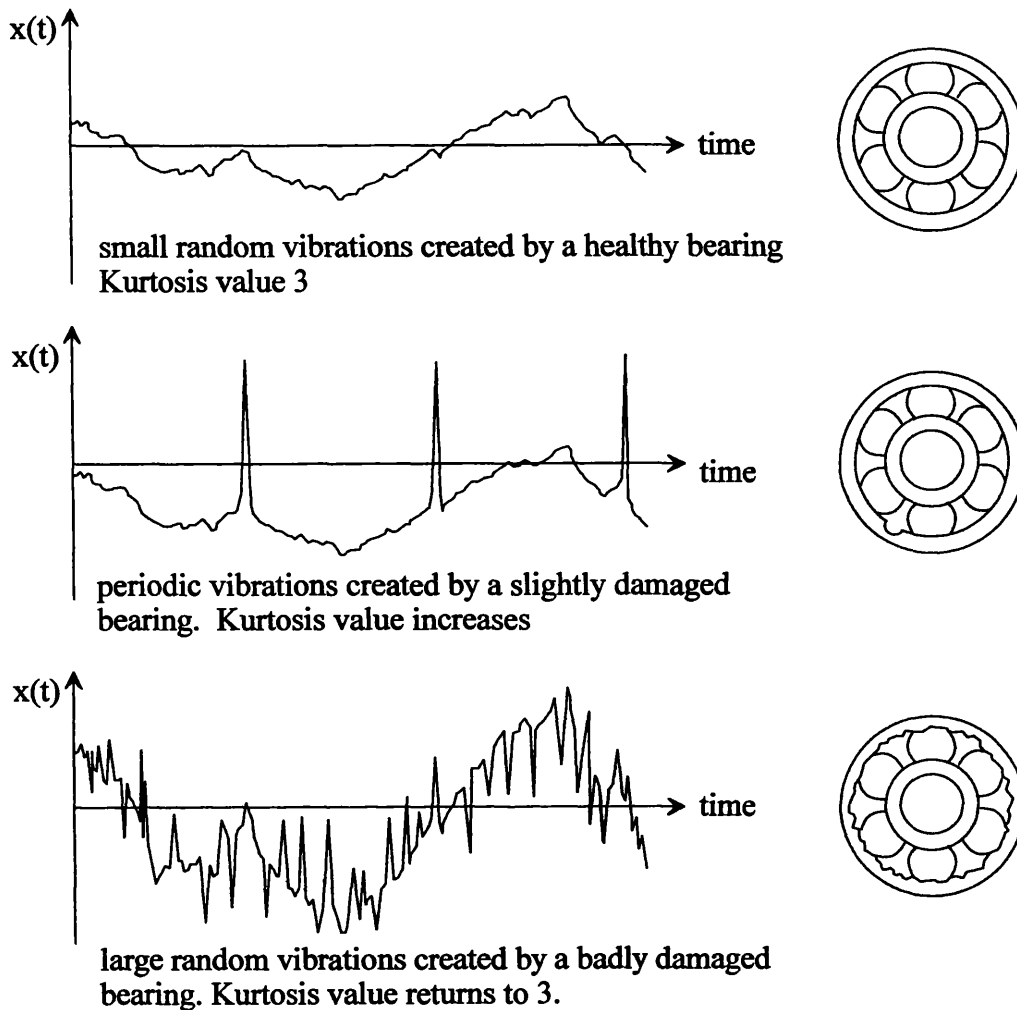 x(t)
time
small random vibrations created by a healthy bearing
Kurtosis value 3
x(t)
time
periodic vibrations created by a slightly damaged
bearing. Kurtosis value increases
x(t)
time
large random vibrations created by a badly damaged
bearing. Kurtosis value returns to 3.